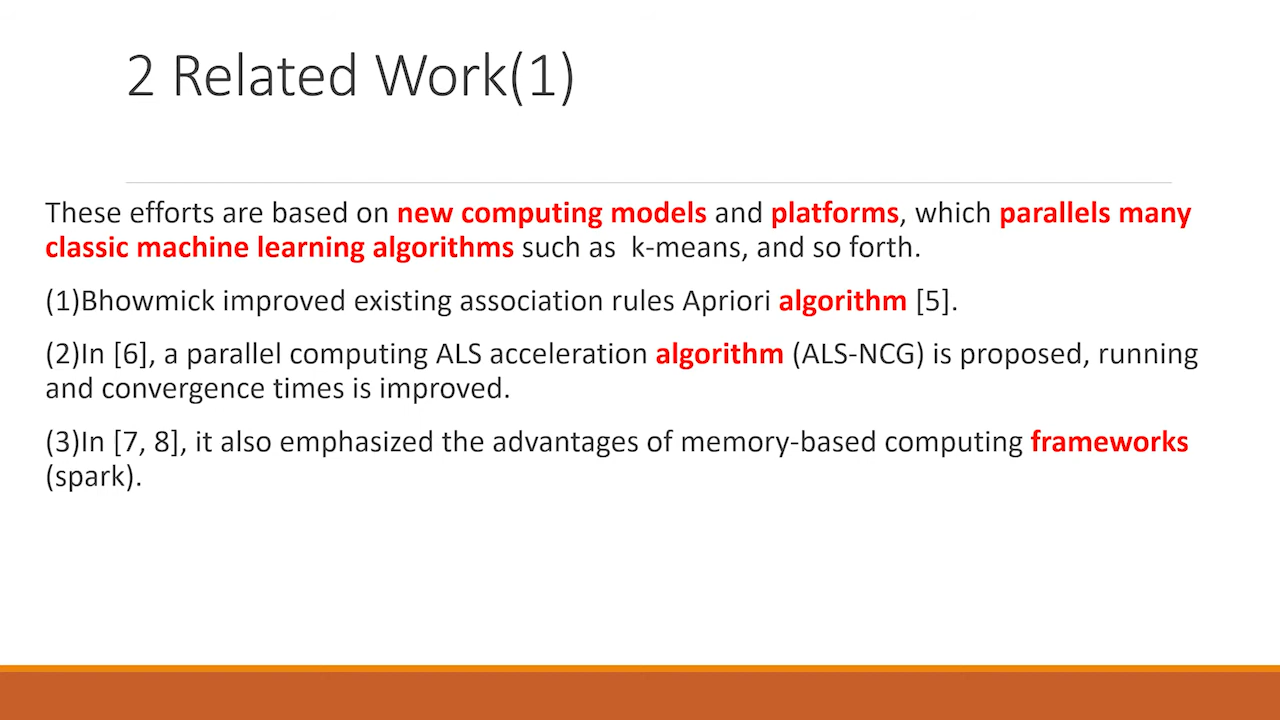 2 Related Work(1)
These efforts are based on new computing models and platforms, which parallels many
classic machine learning algorithms such as  k-means, and so forth.
(1)Bhowmick improved existing association rules Apriori algorithm [5].
(2)In [6], a parallel computing ALS acceleration algorithm (ALS-NCG) is proposed, running
and convergence times is improved.
(3)In [7, 8], it also emphasized the advantages of memory-based computing frameworks
(spark).